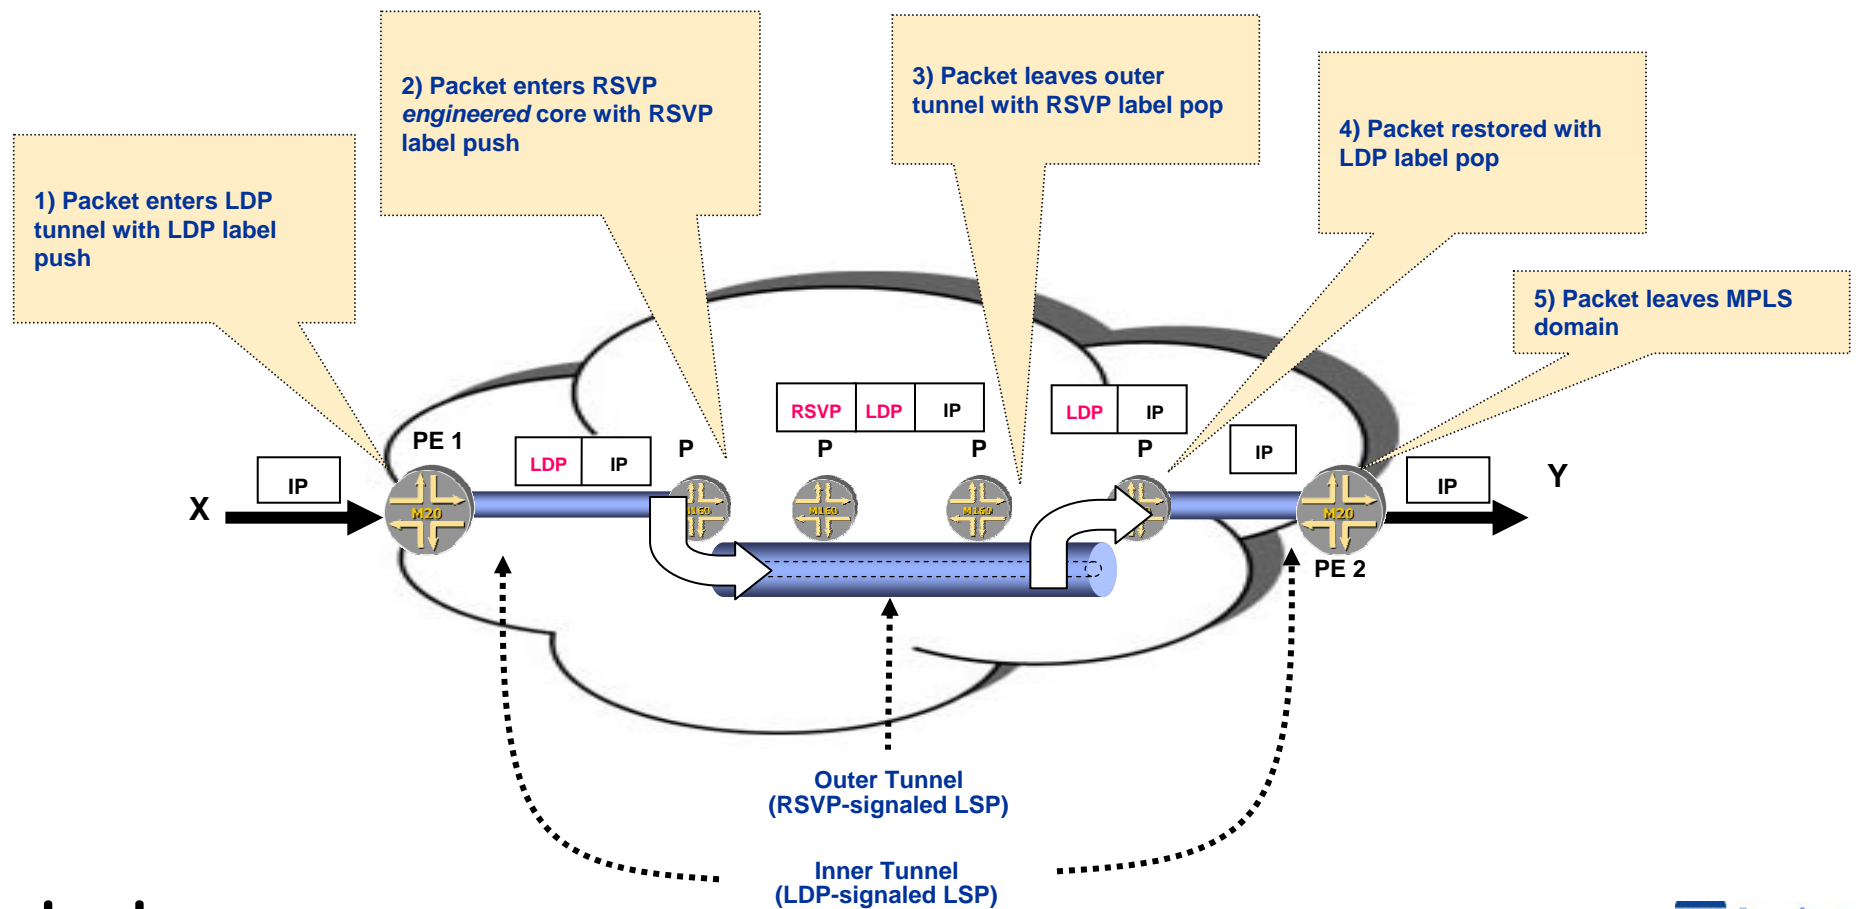 1) Packet enters LDP
tunnel with LDP label
push
2) Packet enters RSVP
engineered core with RSVP
label push
3) Packet leaves outer
tunnel with RSVP label pop
4) Packet restored with
LDP label pop
5) Packet leaves MPLS
domain
X
IP
PE 1
M20
LDP IP
P
RSVP LDP IP
P
M160
P
M160
LDP IP
P
IP
M20
PE 2
IP
Y
Outer Tunnel
(RSVP-signaled LSP)
Inner Tunnel
(LDP-signaled LSP)